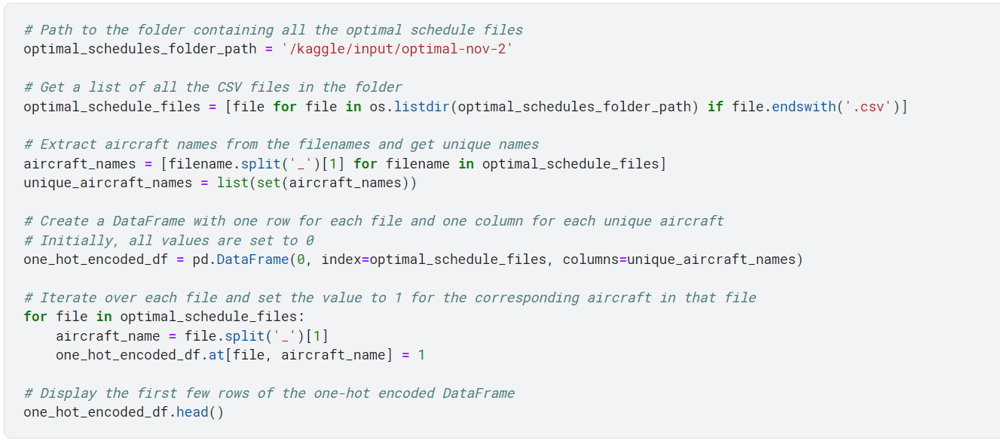 # Path to the folder containing all the optimal schedule files
optimal_schedules_folder_path = '/kaggle/input/optimal-nov-2'
# Get a list of all the CSV files in the folder
optimal_schedule_files = [file for file in os.listdir(optimal_schedules_folder_path) if file.endswith('.csv')]
# Extract aircraft names from the filenames and get unique names
aircraft_names = [filename.split('_')[1] for filename in optimal_schedule_files]
unique_aircraft_names = list(set(aircraft_names))
# Create a DataFrame with one row for each file and one column for each unique aircraft
# Initially, all values are set to 0
one_hot_encoded_df = pd.DataFrame(0, index=optimal_schedule_files, columns=unique_aircraft_names)
# Iterate over each file and set the value to 1 for the corresponding aircraft in that file
for file in optimal_schedule_files:
    aircraft_name = file.split('_')[1]
    one_hot_encoded_df.at[file, aircraft_name] = 1
# Display the first few rows of the one-hot encoded DataFrame
one_hot_encoded_df.head()